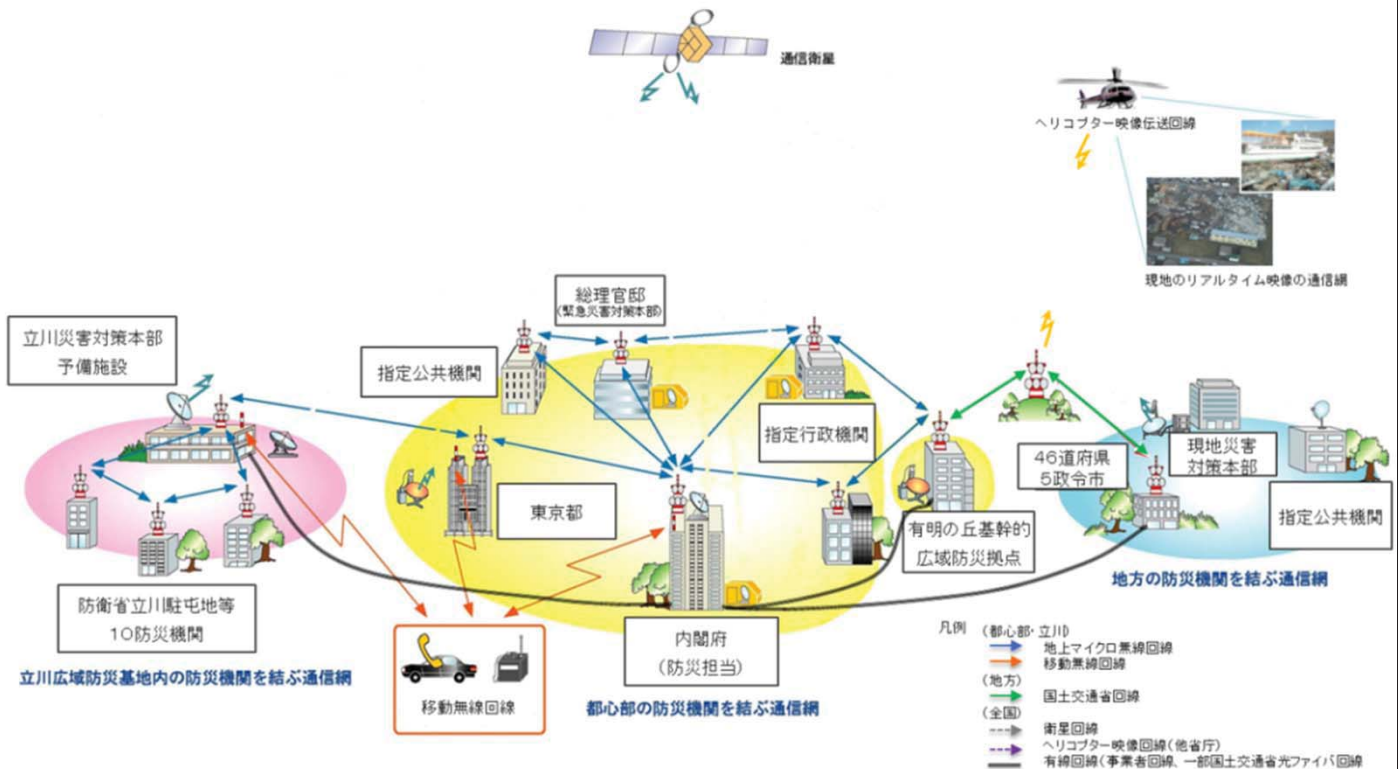 通信衛星
ヘリコプター映像伝送回線
現地のリアルタイム映像の通信網
総理官邸
(緊急災害対策本部)
立川災害対策本部
予備施設
指定公共機関
指定行政機関
46道府県
5政令市
現地災害
対策本部
東京都
有明の丘基幹的
広域防災拠点
指定公共機関
地方の防災機関を結ぶ通信網
防衛省立川駐屯地等
10防災機関
内閣府
(防災担当)
立川広域防災基地内の防災機関を結ぶ通信網
移動無線回線
都心部の防災機関を結ぶ通信網
凡例
(都心部・立川)
地上マイクロ無線回線
移動無線回線
(地方)
国土交通省回線
(全国)
衛星回線
ヘリコプター映像回線(他省庁)
有線回線(事業者回線、一部国土交通省光ファイバ回線